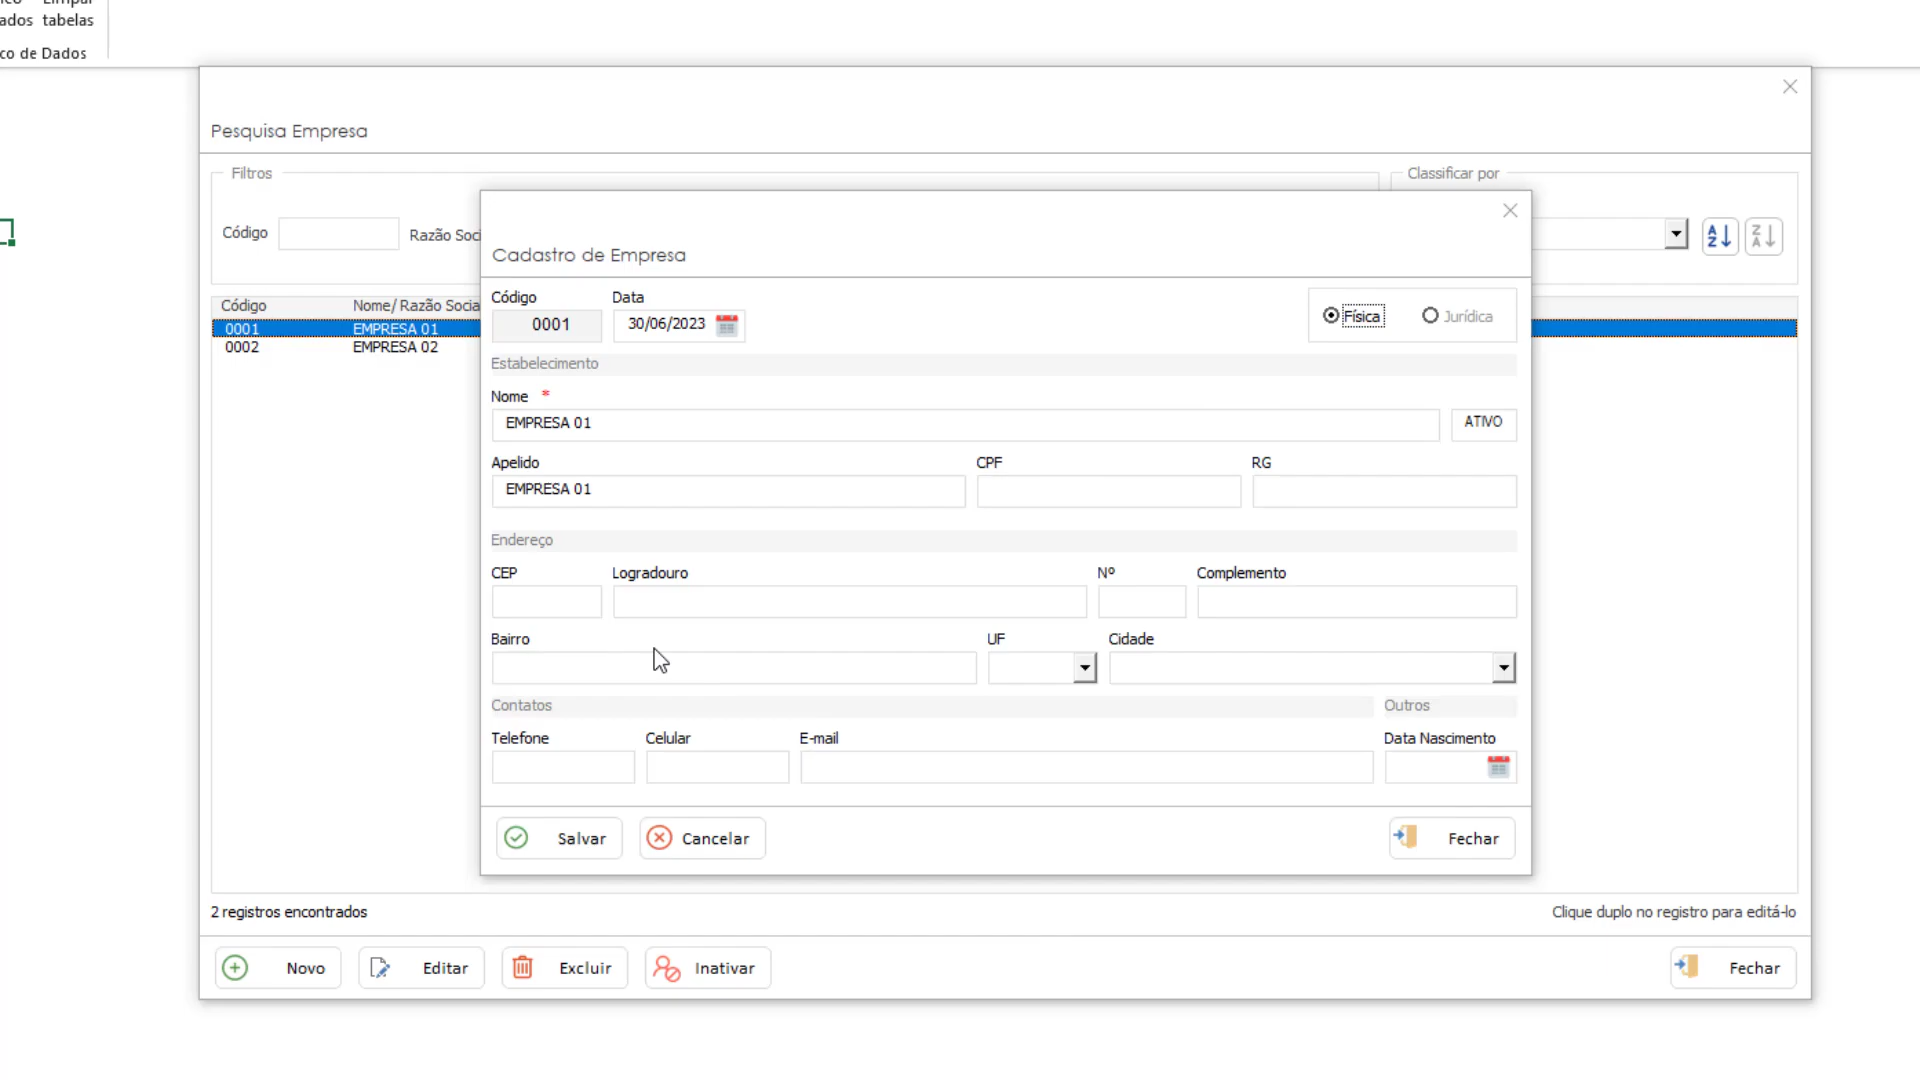 ados tabelas
co de Dados
Pesquisa Empresa
Filtros
Classificar por
Código
Razão Soci
Código Nome/ Razão Socia
0001 EMPRESA 01
0002 EMPRESA 02
Cadastro de Empresa
Código Data
0001 30/06/2023
Física Jurídica
Estabelecimento
Nome *
EMPRESA 01 ATIVO
Apelido CPF RG
EMPRESA 01
Endereço
CEP Logradouro Nº Complemento
Bairro UF Cidade
Contatos Outros
Telefone Celular E-mail Data Nascimento
Salvar Cancelar Fechar
2 registros encontrados Clique duplo no registro para editá-lo
Novo Editar Excluir Inativar Fechar